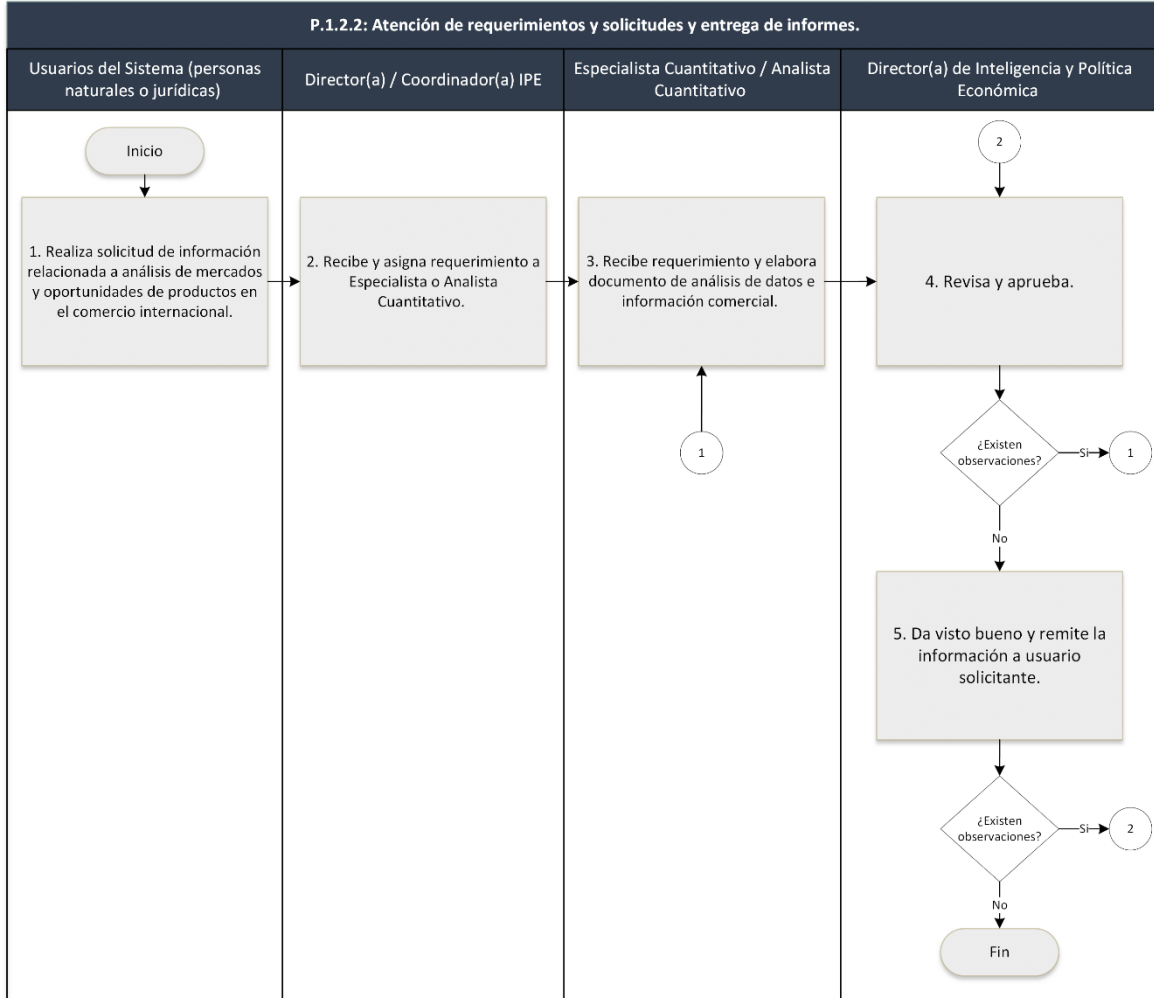 P.1.2.2: Atención de requerimientos y solicitudes y entrega de informes.
Usuarios del Sistema (personas
naturales o jurídicas)
Director(a) / Coordinador(a) IPE
Especialista Cuantitativo / Analista
Cuantitativo
Director(a) de Inteligencia y Política
Económica
Inicio
2
1. Realiza solicitud de información
relacionada a análisis de mercados
y oportunidades de productos en
el comercio internacional.
2. Recibe y asigna requerimiento a
Especialista o Analista
Cuantitativo.
3. Recibe requerimiento y elabora
documento de análisis de datos e
información comercial.
4. Revisa y aprueba.
1
¿Existen
observaciones?
Si
1
No
5. Da visto bueno y remite la
información a usuario
solicitante.
¿Existen
observaciones?
Si
2
No
Fin